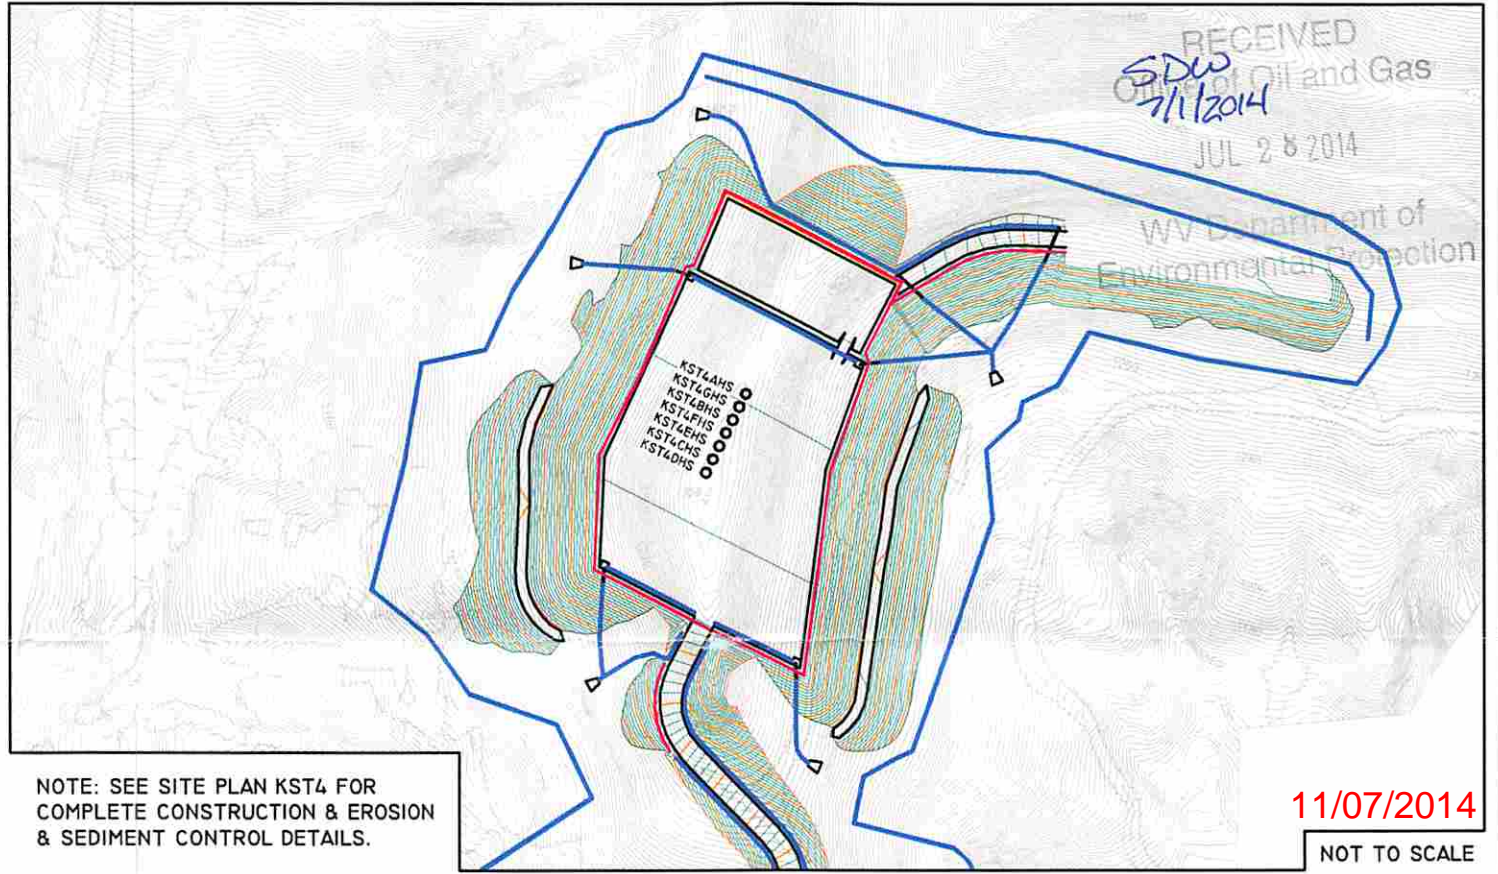 RECEIVED
Office of Oil and Gas
SDW
7/1/2014
JUL 28 2014
WV Department of
Environmental Protection
KST4AHS
KST4GHS
KST4BHS
KST4FHS
KST4EHS
KST4CHS
KST4DHS
NOTE: SEE SITE PLAN KST4 FOR
COMPLETE CONSTRUCTION & EROSION
& SEDIMENT CONTROL DETAILS.
11/07/2014
NOT TO SCALE